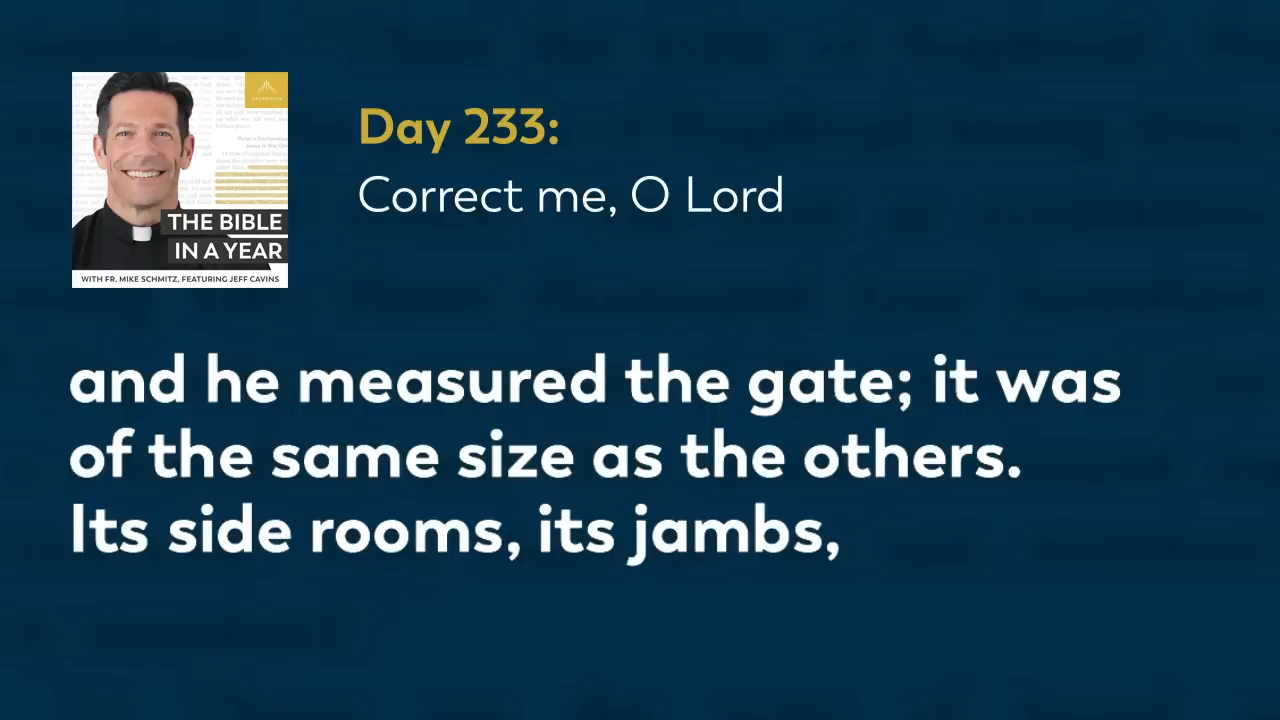 Day 233:
Correct me, O Lord
THE BIBLE
IN A YEAR
WITH FR. MIKE SCHMITZ, FEATURING JEFF CAVINS
and he measured the gate; it was
of the same size as the others.
Its side rooms, its jambs,